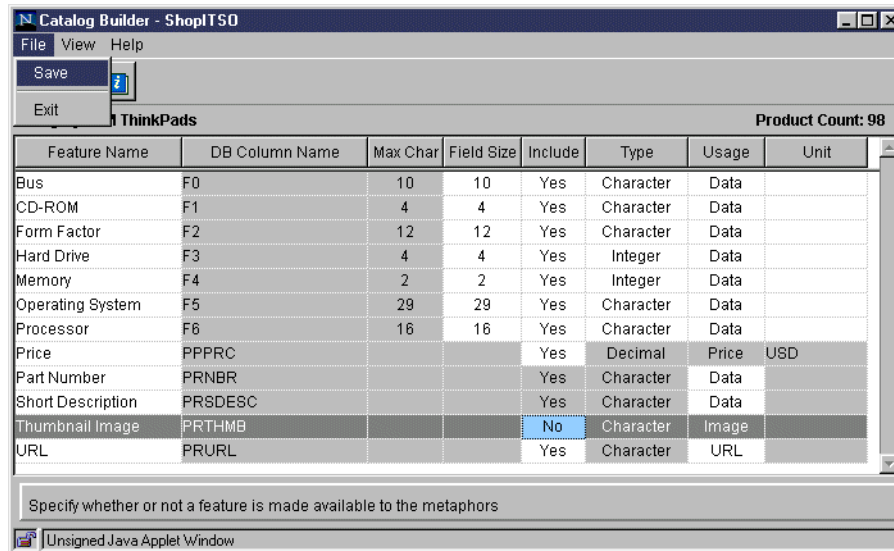 Catalog Builder - ShopITSO
File View Help
Save
Exit
ThinkPads Product Count: 98
Feature Name DB Column Name Max Char Field Size Include Type Usage Unit
Bus F0 10 10 Yes Character Data
CD-ROM F1 4 4 Yes Character Data
Form Factor F2 12 12 Yes Character Data
Hard Drive F3 4 4 Yes Integer Data
Memory F4 2 2 Yes Integer Data
Operating System F5 29 29 Yes Character Data
Processor F6 16 16 Yes Character Data
Price PPPRC Yes Decimal Price USD
Part Number PRNBR Yes Character Data
Short Description PRSDESC Yes Character Data
Thumbnail Image PRTHMB No Character Image
URL PRURL Yes Character URL
Specify whether or not a feature is made available to the metaphors
Unsigned Java Applet Window